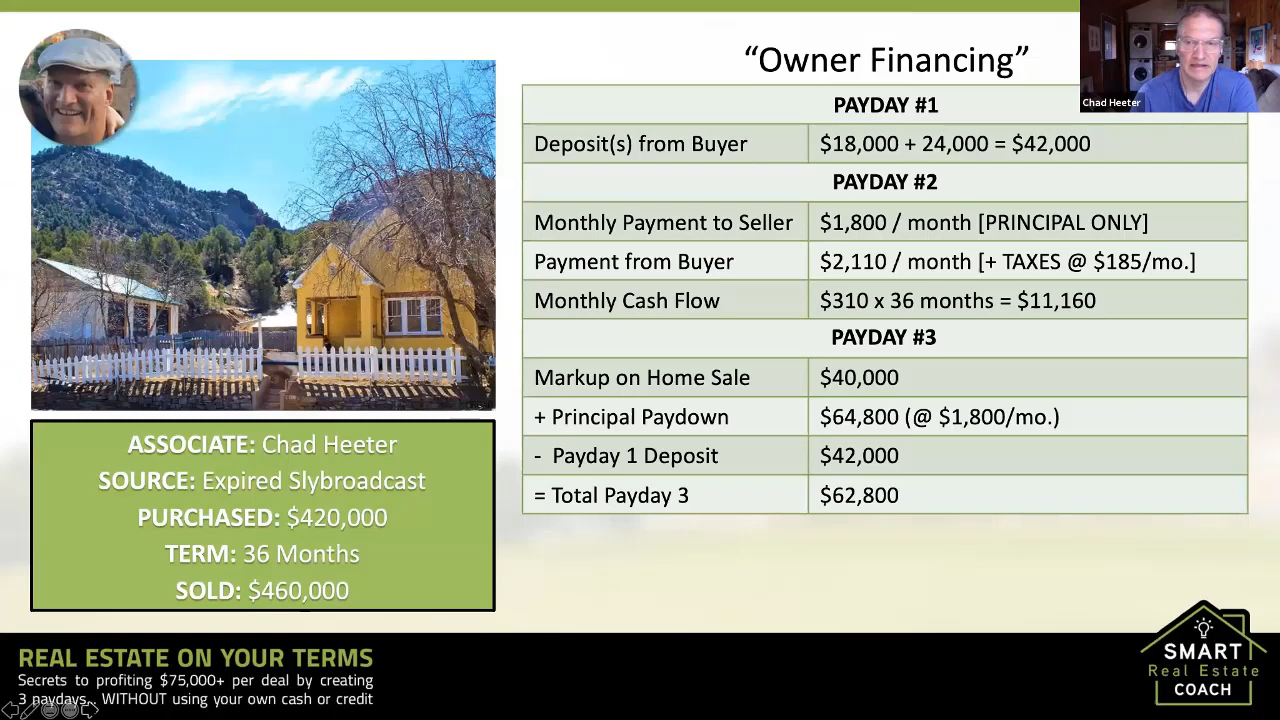 “Owner Financing”
Chad Heeter
PAYDAY #1
Deposit(s) from Buyer $18,000 + 24,000 = $42,000
PAYDAY #2
Monthly Payment to Seller $1,800 / month [PRINCIPAL ONLY]
Payment from Buyer $2,110 / month [+ TAXES @ $185/mo.]
Monthly Cash Flow $310 x 36 months = $11,160
PAYDAY #3
Markup on Home Sale $40,000
+ Principal Paydown $64,800 (@ $1,800/mo.)
- Payday 1 Deposit $42,000
= Total Payday 3 $62,800
ASSOCIATE: Chad Heeter
SOURCE: Expired Slybroadcast
PURCHASED: $420,000
TERM: 36 Months
SOLD: $460,000
REAL ESTATE ON YOUR TERMS
Secrets to profiting $75,000+ per deal by creating
3 paydays.. WITHOUT using your own cash or credit
SMART
Real Estate
COACH